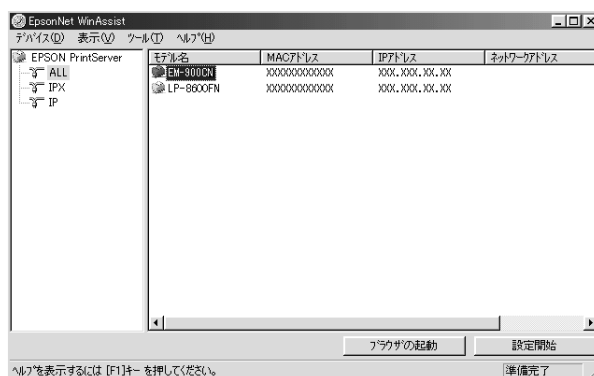 EpsonNet WinAssist
ﾃﾞﾊﾞｲｽ(D) 表示(V) ﾂｰﾙ(T) ﾍﾙﾌﾟ(H)
EPSON PrintServer
ALL
IPX
IP
ﾓﾃﾞﾙ名 MACｱﾄﾞﾚｽ IPｱﾄﾞﾚｽ ﾈｯﾄﾜｰｸｱﾄﾞﾚｽ
EM-900CN XXXXXXXXXXXX XXX.XXX.XX.XX
LP-8600FN XXXXXXXXXXXX XXX.XXX.XX.XX
ﾌﾞﾗｳｻﾞの起動 設定開始
ﾍﾙﾌﾟを表示するには [F1]ｷｰ を押してください。 準備完了